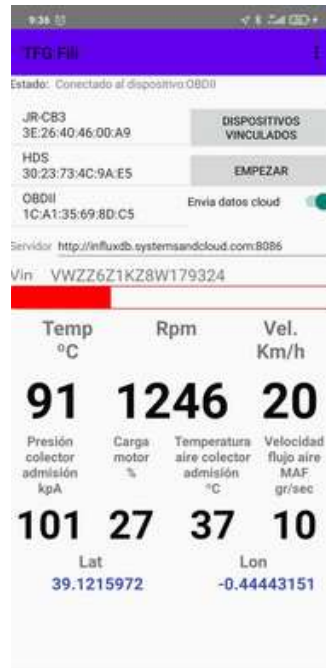 9:36
TFG Fili
Estado: Conectado al dispositivo:OBDII
JR-CB3
3E:26:40:46:00:A9
DISPOSITIVOS
VINCULADOS
HDS
30:23:73:4C:9A:E5
EMPEZAR
OBDII
1C:A1:35:69:8D:C5
Envia datos cloud
Servidor http://influxdb.systemsandcloud.com:8086
Vin VWZZ6Z1KZ8W179324
Temp
ºC
Rpm
Vel.
Km/h
91 1246 20
Presión
colector
admisión
kpA
Carga
motor
%
Temperatura
aire colector
admisión
ºC
Velocidad
flujo aire
MAF
gr/sec
101 27 37 10
Lat
Lon
39.1215972
-0.44443151